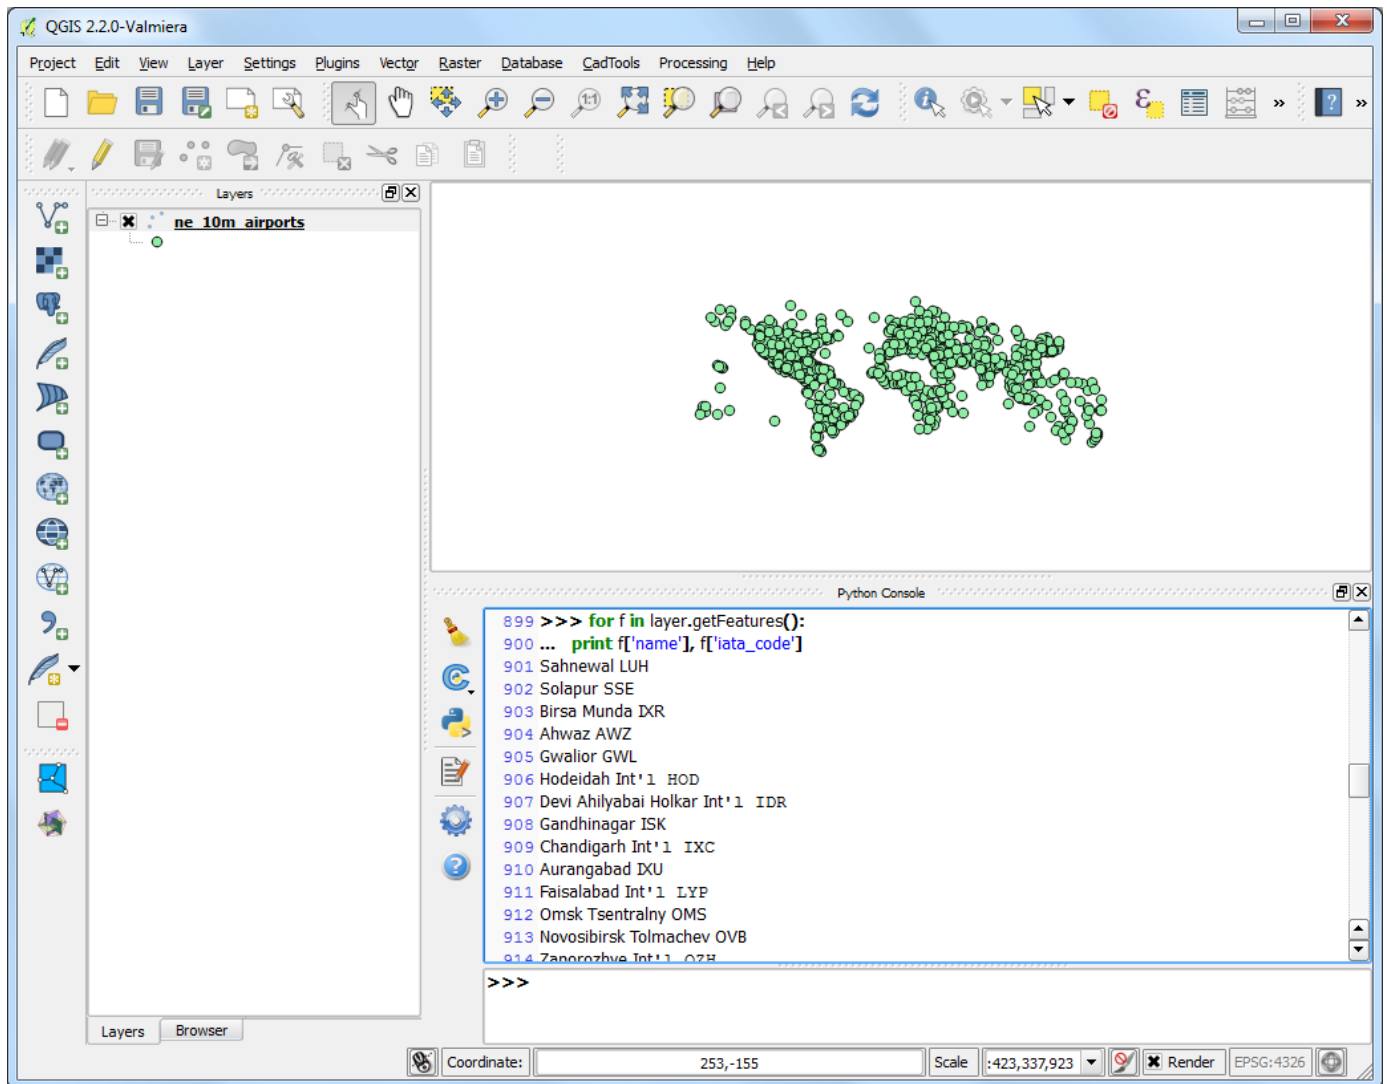 QGIS 2.2.0-Valmiera
Project Edit View Layer Settings Plugins Vector Raster Database CadTools Processing Help
Layers
ne_10m_airports
Python Console
899 >>> for f in layer.getFeatures():
900 ... print f['name'], f['iata_code']
901 Sahnewal LUH
902 Solapur SSE
903 Birsa Munda IXR
904 Ahwaz AWZ
905 Gwalior GWL
906 Hodeidah Int'l HOD
907 Devi Ahilyabai Holkar Int'l IDR
908 Gandhinagar ISK
909 Chandigarh Int'l IXC
910 Aurangabad IXU
911 Faisalabad Int'l LYP
912 Omsk Tsentralny OMS
913 Novosibirsk Tolmachev OVB
914 Zaporozhye Int'l OZH
>>>
Layers Browser
Coordinate: 253,-155 Scale :423,337,923 Render EPSG:4326